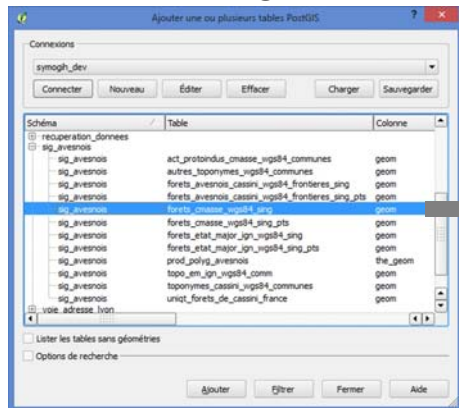 Ajouter une ou plusieurs tables PostGIS ?
Connexions
symogih_dev
Connecter Nouveau Éditer Effacer Charger Sauvegarder
Schéma Table Colonne
recuperation_donnees
sig_avesnois
sig_avesnois act_protoindus_cmasse_wgs84_communes geom
sig_avesnois autres_toponymes_wgs84_communes geom
sig_avesnois forets_avesnois_cassini_wgs84_frontieres_sing geom
sig_avesnois forets_avesnois_cassini_wgs84_frontieres_sing_pts geom
sig_avesnois forets_cmasse_wgs84_sing geom
sig_avesnois forets_cmasse_wgs84_sing_pts geom
sig_avesnois forets_etat_major_ign_wgs84_sing geom
sig_avesnois forets_etat_major_ign_wgs84_sing_pts geom
sig_avesnois prod_polyg_avesnois the_geom
sig_avesnois topo_em_ign_wgs84_comm geom
sig_avesnois toponymes_cassini_wgs84_communes geom
sig_avesnois uniqt_forets_de_cassini_france geom
voie_adresse_lyon
Lister les tables sans géométries
Options de recherche
Ajouter Filtrer Fermer Aide